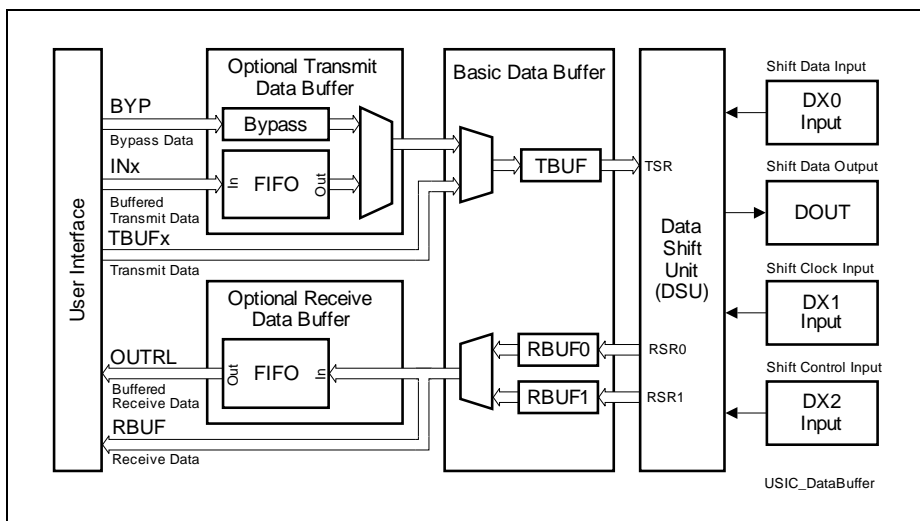 User Interface
Optional Transmit
Data Buffer
BYP
Bypass Data
Bypass
INx
Buffered
Transmit Data
In
FIFO
Out
TBUFx
Transmit Data
Optional Receive
Data Buffer
OUTRL
Buffered
Receive Data
Out
FIFO
In
RBUF
Receive Data
Basic Data Buffer
TBUF
RBUF0
RBUF1
TSR
Data
Shift
Unit
(DSU)
RSR0
RSR1
Shift Data Input
DX0
Input
Shift Data Output
DOUT
Shift Clock Input
DX1
Input
Shift Control Input
DX2
Input
USIC_DataBuffer